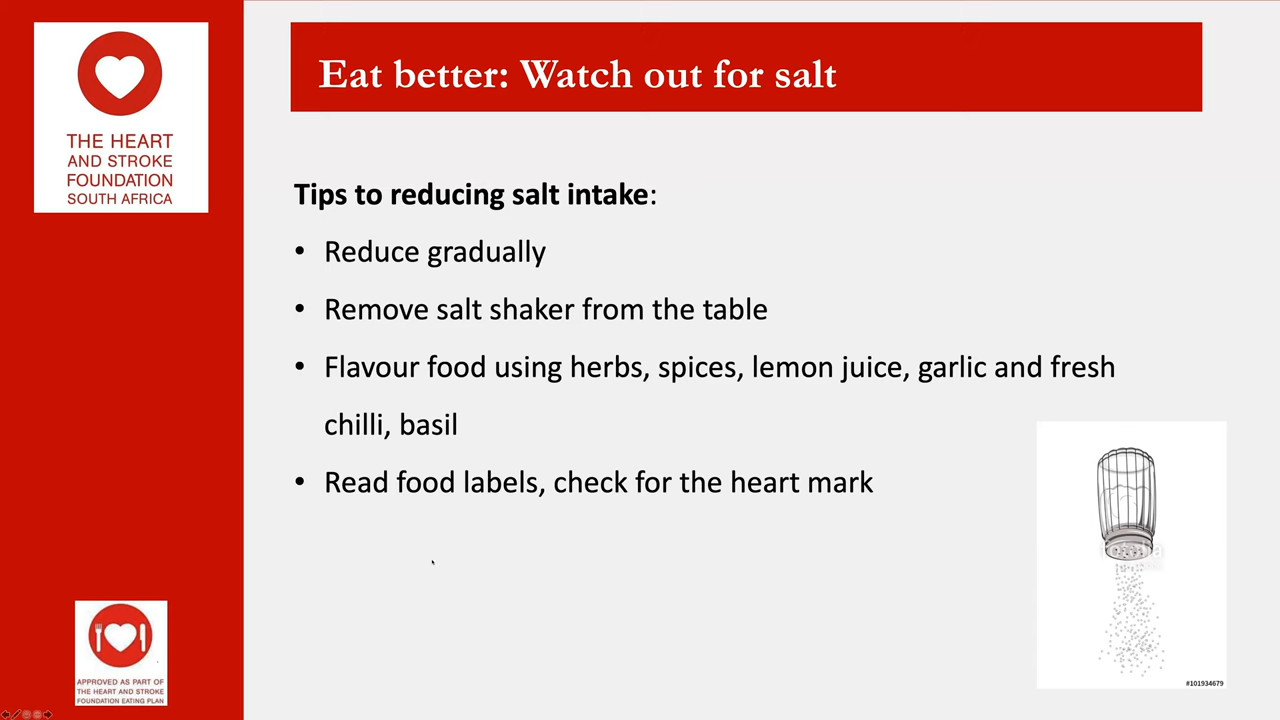 THE HEART
AND STROKE
FOUNDATION
SOUTH AFRICA
Eat better: Watch out for salt
Tips to reducing salt intake:
• Reduce gradually
• Remove salt shaker from the table
• Flavour food using herbs, spices, lemon juice, garlic and fresh
chilli, basil
• Read food labels, check for the heart mark
#101934679
APPROVED AS PART OF
THE HEART AND STROKE
FOUNDATION EATING PLAN